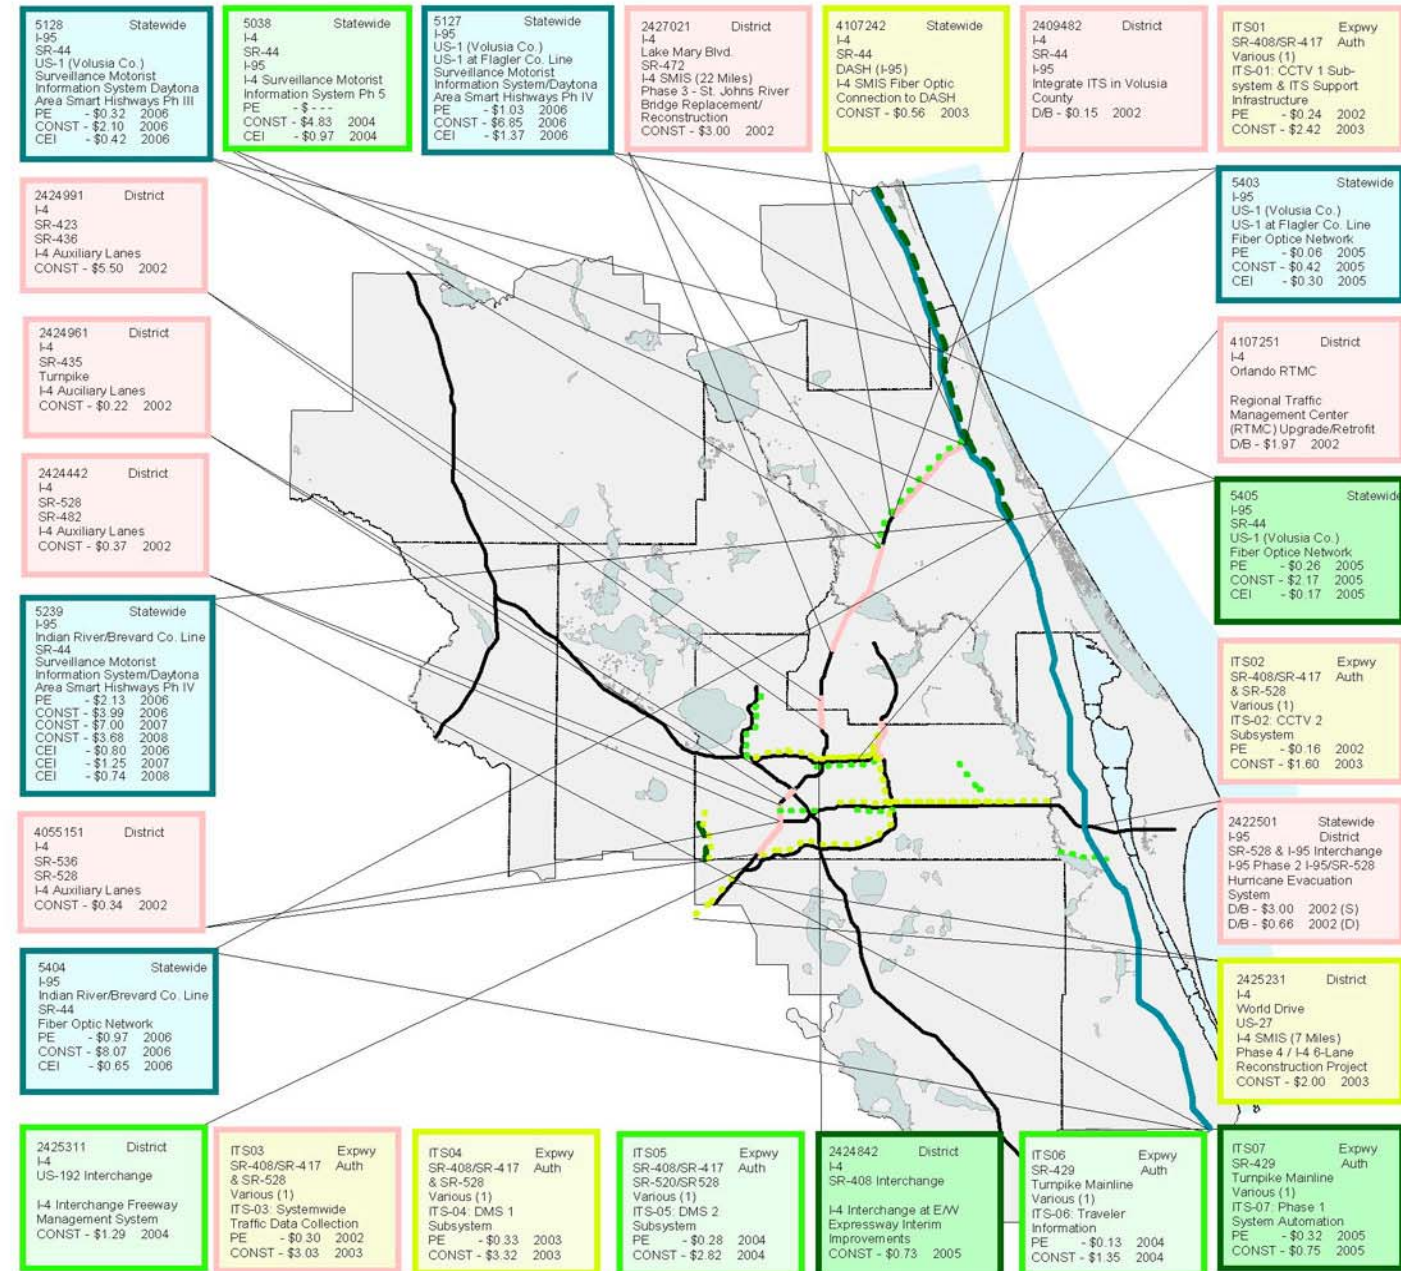 5128 Statewide
I-95
SR-44
US-1 (Volusia Co.)
Surveillance Motorist
Information System Daytona
Area Smart Hishways Ph III
PE - $0.32 2006
CONST - $2.10 2006
CEI - $0.42 2006
5038 Statewide
I-4
SR-44
I-95
I-4 Surveillance Motorist
Information System Ph 5
PE - $ - - -
CONST - $4.83 2004
CEI - $0.97 2004
5127 Statewide
I-95
US-1 (Volusia Co.)
US-1 at Flagler Co. Line
Surveillance Motorist
Information System/Daytona
Area Smart Hishways Ph IV
PE - $1.03 2006
CONST - $6.85 2006
CEI - $1.37 2006
2427021 District
I-4
Lake Mary Blvd.
SR-472
I-4 SMIS (22 Miles)
Phase 3 - St. Johns River
Bridge Replacement/
Reconstruction
CONST - $3.00 2002
4107242 Statewide
I-4
SR-44
DASH (I-95)
I-4 SMIS Fiber Optic
Connection to DASH
CONST - $0.56 2003
2409482 District
I-4
SR-44
I-95
Integrate ITS in Volusia
County
D/B - $0.15 2002
ITS01 Expwy
SR-408/SR-417 Auth
Various (1)
ITS-01: CCTV 1 Sub-
system & ITS Support
Infrastructure
PE - $0.24 2002
CONST - $2.42 2003
2424991 District
I-4
SR-423
SR-436
I-4 Auxiliary Lanes
CONST - $5.50 2002
5403 Statewide
I-95
US-1 (Volusia Co.)
US-1 at Flagler Co. Line
Fiber Optice Network
PE - $0.06 2005
CONST - $0.42 2005
CEI - $0.30 2005
2424961 District
I-4
SR-435
Turnpike
I-4 Auciliary Lanes
CONST - $0.22 2002
4107251 District
I-4
Orlando RTMC
Regional Traffic
Management Center
(RTMC) Upgrade/Retrofit
D/B - $1.97 2002
2424442 District
I-4
SR-528
SR-482
I-4 Auxiliary Lanes
CONST - $0.37 2002
5405 Statewide
I-95
SR-44
US-1 (Volusia Co.)
Fiber Optice Network
PE - $0.26 2005
CONST - $2.17 2005
CEI - $0.17 2005
5239 Statewide
I-95
Indian River/Brevard Co. Line
SR-44
Surveillance Motorist
Information System/Daytona
Area Smart Hishways Ph IV
PE - $2.13 2006
CONST - $3.99 2006
CONST - $7.00 2007
CONST - $3.68 2008
CEI - $0.80 2006
CEI - $1.25 2007
CEI - $0.74 2008
ITS02 Expwy
SR-408/SR-417 Auth
& SR-528
Various (1)
ITS-02: CCTV 2
Subsystem
PE - $0.16 2002
CONST - $1.60 2003
4055151 District
I-4
SR-536
SR-528
I-4 Auxiliary Lanes
CONST - $0.34 2002
2422501 Statewide
I-95 District
SR-528 & I-95 Interchange
I-95 Phase 2 I-95/SR-528
Hurricane Evacuation
System
D/B - $3.00 2002 (S)
D/B - $0.66 2002 (D)
5404 Statewide
I-95
Indian River/Brevard Co. Line
SR-44
Fiber Optic Network
PE - $0.97 2006
CONST - $8.07 2006
CEI - $0.65 2006
2425231 District
I-4
World Drive
US-27
I-4 SMIS (7 Miles)
Phase 4 / I-4 6-Lane
Reconstruction Project
CONST - $2.00 2003
2425311 District
I-4
US-192 Interchange
I-4 Interchange Freeway
Management System
CONST - $1.29 2004
ITS03 Expwy
SR-408/SR-417 Auth
& SR-528
Various (1)
ITS-03: Systemwide
Traffic Data Collection
PE - $0.30 2002
CONST - $3.03 2003
ITS04 Expwy
SR-408/SR-417 Auth
& SR-528
Various (1)
ITS-04: DMS 1
Subsystem
PE - $0.33 2003
CONST - $3.32 2003
ITS05 Expwy
SR-408/SR-417 Auth
SR-520/SR 528
Various (1)
ITS-05: DMS 2
Subsystem
PE - $0.28 2004
CONST - $2.82 2004
2424842 District
I-4
SR-408 Interchange
I-4 Interchange at E/W
Expressway Interim
Improvements
CONST - $0.73 2005
ITS06 Expwy
SR-429 Auth
Turnpike Mainline
Various (1)
ITS-06: Traveler
Information
PE - $0.13 2004
CONST - $1.35 2004
ITS07 Expwy
SR-429 Auth
Turnpike Mainline
Various (1)
ITS-07: Phase 1
System Automation
PE - $0.32 2005
CONST - $0.75 2005